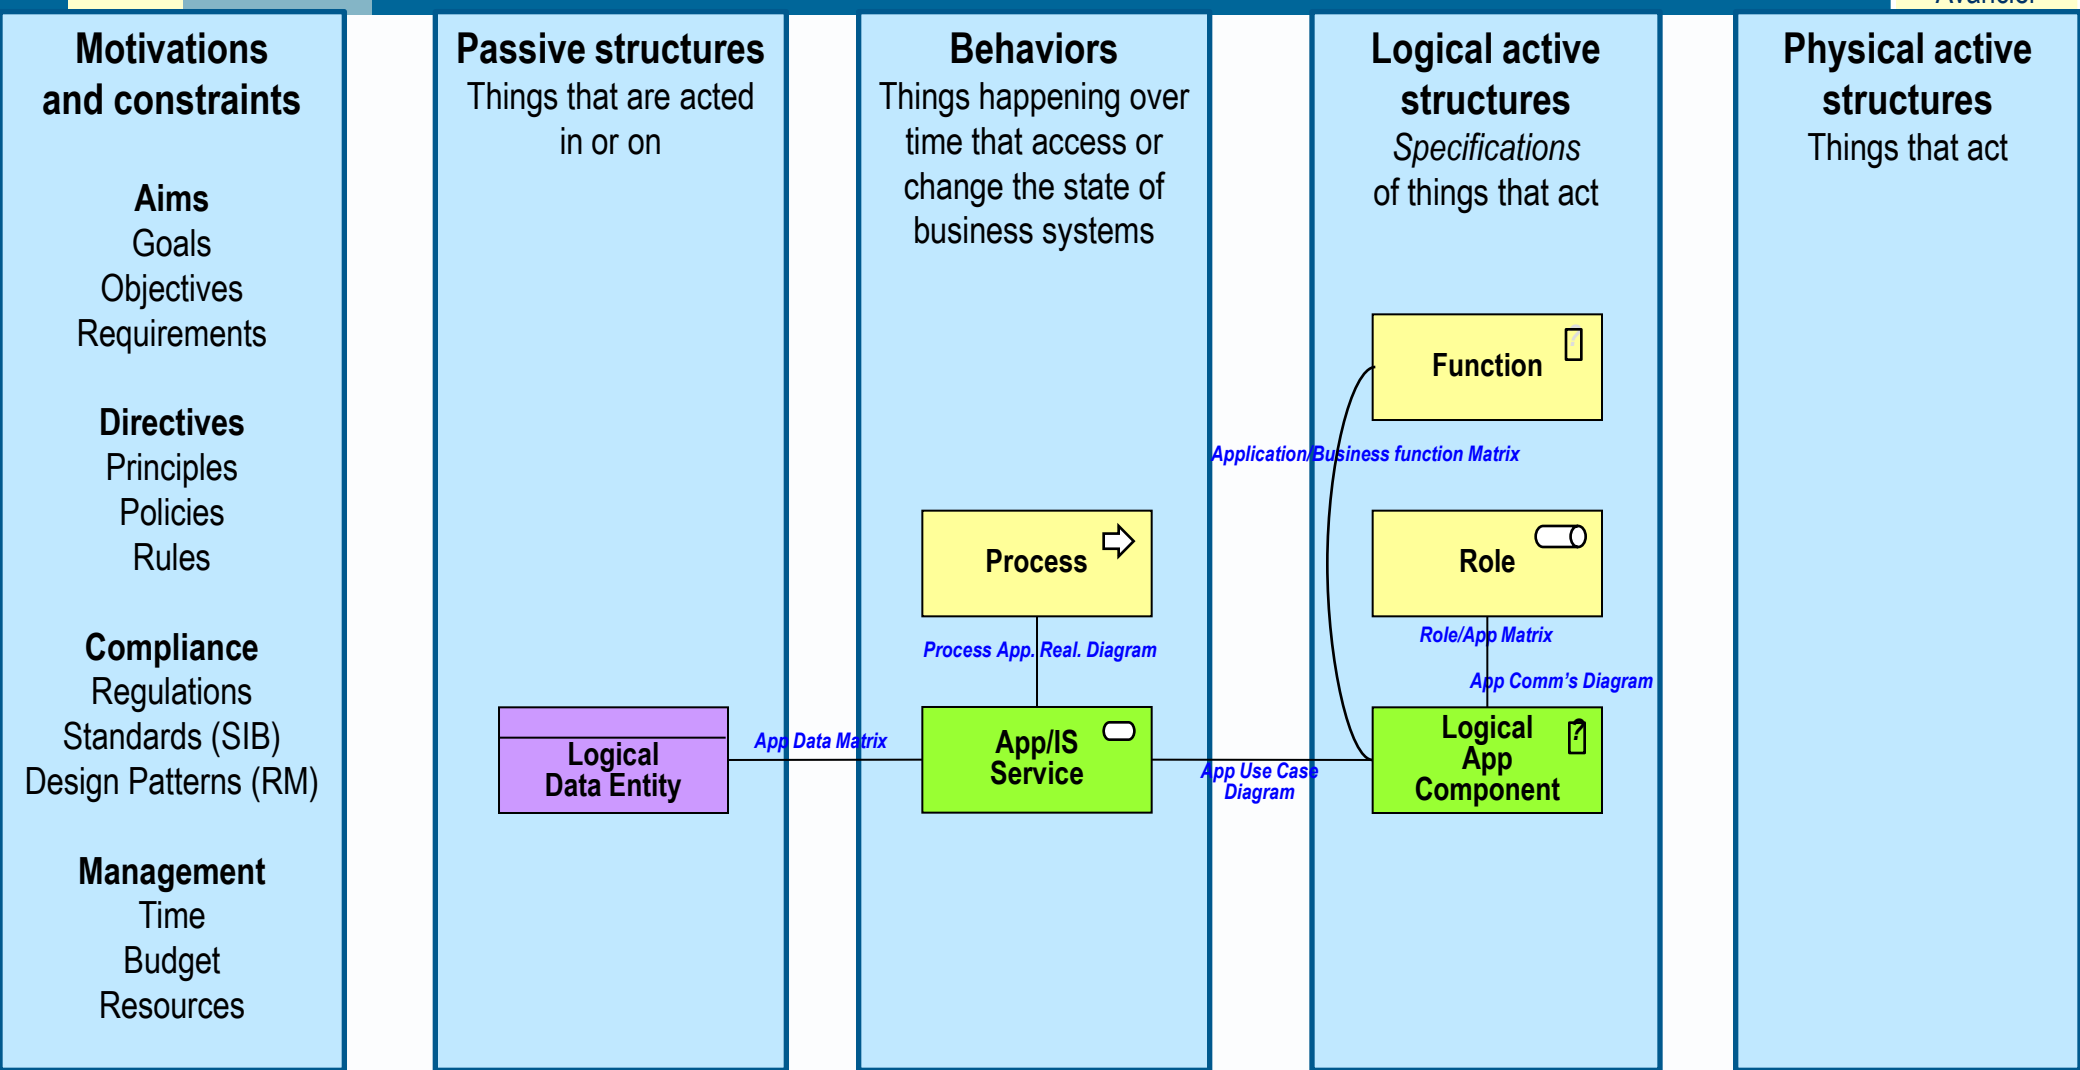 Avancier
Motivations
and constraints
Aims
Goals
Objectives
Requirements
Directives
Principles
Policies
Rules
Compliance
Regulations
Standards (SIB)
Design Patterns (RM)
Management
Time
Budget
Resources
Passive structures
Things that are acted
in or on
Logical
Data Entity
App Data Matrix
Behaviors
Things happening over
time that access or
change the state of
business systems
Process
Process App. Real. Diagram
App/IS
Service
App Use Case
Diagram
Logical active
structures
Specifications
of things that act
Function
?
Application/Business function Matrix
Role
Role/App Matrix
App Comm's Diagram
Logical
App
Component
?
Physical active
structures
Things that act